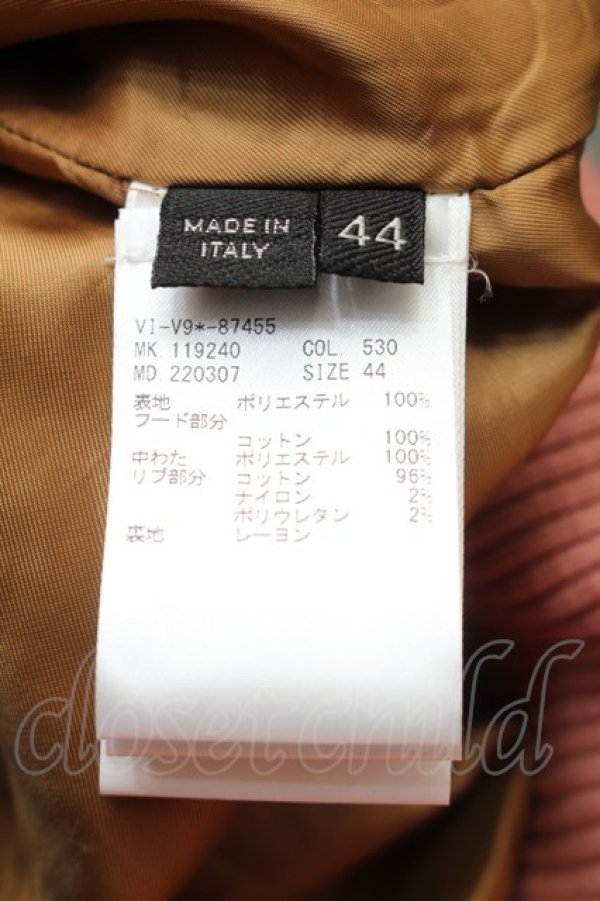 MADE IN
ITALY
44
VI-V9*-87455
MK. 119240 COL. 530
MD. 220307 SIZE 44
表地 ポリエステル 100%
フード部分
コットン 100%
中わた ポリエステル 100%
リブ部分 コットン 96%
ナイロン 2%
ポリウレタン 2%
裏地 レーヨン
closet child